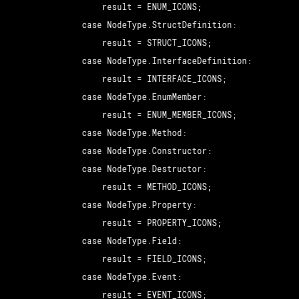 result = ENUM_ICONS;
case NodeType.StructDefinition:
result = STRUCT_ICONS;
case NodeType.InterfaceDefinition:
result = INTERFACE_ICONS;
case NodeType.EnumMember:
result = ENUM_MEMBER_ICONS;
case NodeType.Method:
case NodeType.Constructor:
case NodeType.Destructor:
result = METHOD_ICONS;
case NodeType.Property:
result = PROPERTY_ICONS;
case NodeType.Field:
result = FIELD_ICONS;
case NodeType.Event:
result = EVENT_ICONS;